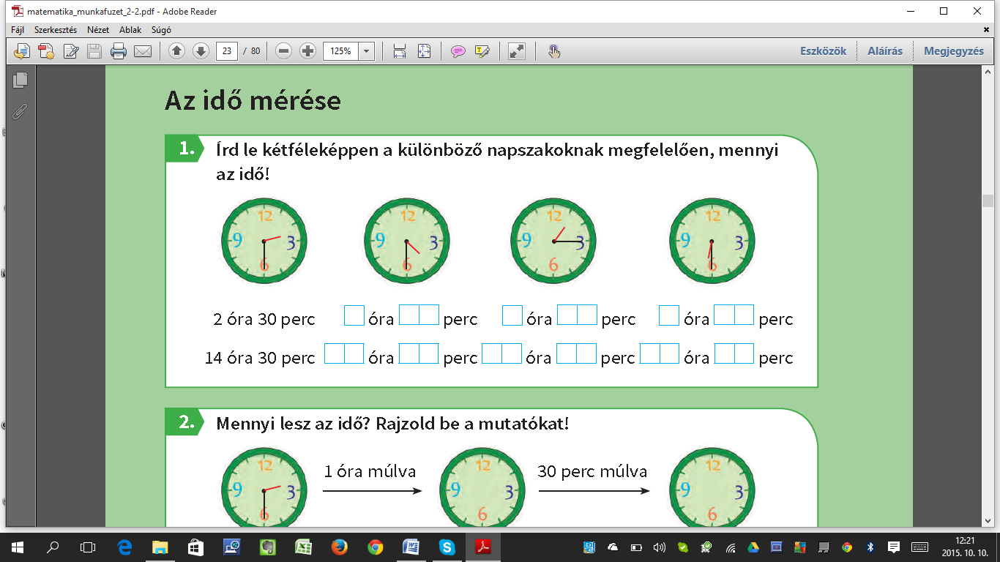 matematika_munkafuzet_2-2.pdf - Adobe Reader
Fájl Szerkesztés Nézet Ablak Súgó
23 / 80 125% Eszközök Aláírás Megjegyzés
Az idő mérése
1. Írd le kétféleképpen a különböző napszakoknak megfelelően, mennyi
az idő!
12 12 12 12
9 3 9 3 9 3 9 3
6 6 6 6
2 óra 30 perc óra perc óra perc óra perc
14 óra 30 perc óra perc óra perc óra perc
2. Mennyi lesz az idő? Rajzold be a mutatókat!
1 óra múlva 30 perc múlva
12 12 12
9 3 9 3 9 3
6 6 6
12:21
2015. 10. 10.